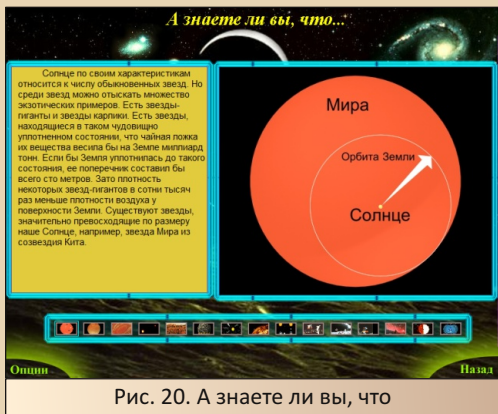 А знаете ли вы, что...
Солнце по своим характеристикам
относится к числу обыкновенных звезд. Но
среди звезд можно отыскать множество
экзотических примеров. Есть звезды-
гиганты и звезды карлики. Есть звезды,
находящиеся в таком чудовищно
уплотненном состоянии, что чайная ложка
их вещества весила бы на Земле миллиард
тонн. Если бы Земля уплотнилась до такого
состояния, ее поперечник составил бы
всего сто метров. Зато плотность
некоторых звезд-гигантов в сотни тысяч
раз меньше плотности воздуха у
поверхности Земли. Существуют звезды,
значительно превосходящие по размеру
наше Солнце, например, звезда Мира из
созвездия Кита.
Мира
Орбита Земли
Солнце
Опции
Назад
Рис. 20. А знаете ли вы, что